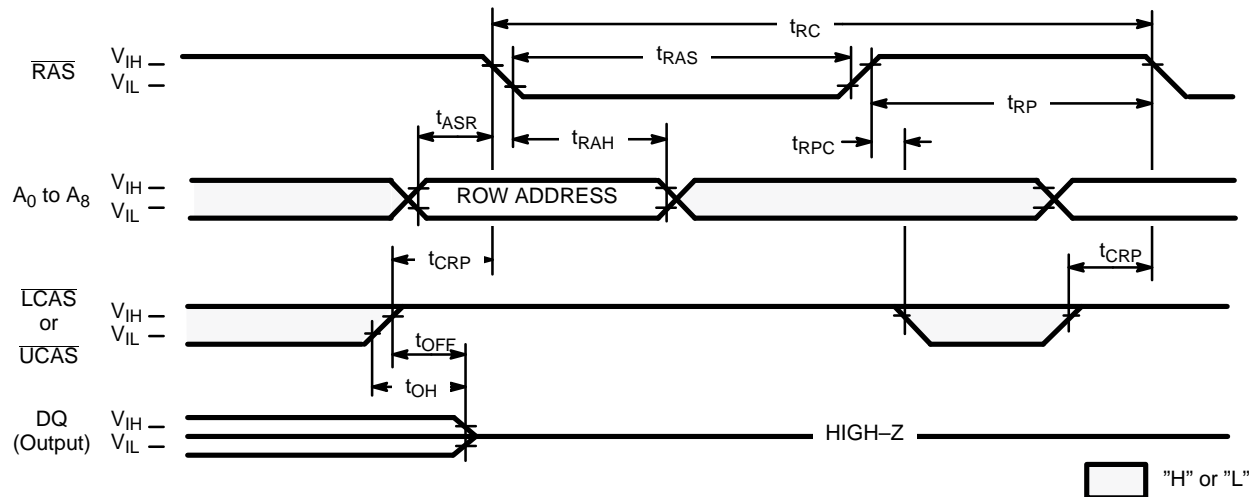 tRC
RAS
VIH
VIL
tRAS
tRP
tASR
tRAH
tRPC
A0 to A8
VIH
VIL
ROW ADDRESS
tCRP
tCRP
LCAS
or
UCAS
VIH
VIL
tOFF
tOH
DQ
(Output)
VIH
VIL
HIGH–Z
"H" or "L"